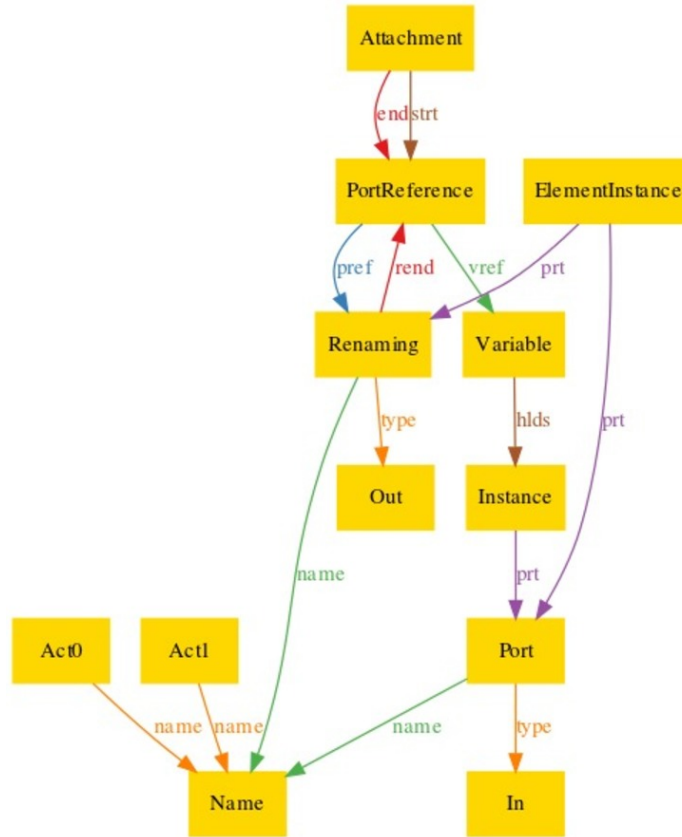 Attachment
end strt
PortReference ElementInstance
pref rend vref prt
Renaming Variable
type hlds prt
Out Instance
name prt
Act0 Act1 Port
name name name type
Name In